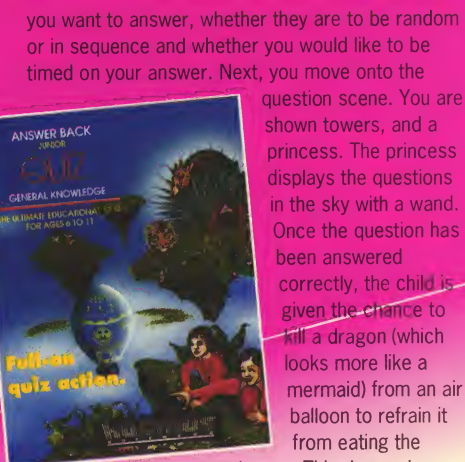 you want to answer, whether they are to be random
or in sequence and whether you would like to be
timed on your answer. Next, you move onto the
question scene. You are
shown towers, and a
princess. The princess
displays the questions
in the sky with a wand.
Once the question has
been answered
correctly, the child is
given the chance to
kill a dragon (which
looks more like a
mermaid) from an air
balloon to refrain it
from eating the
ANSWER BACK
JUNIOR
QUIZ
GENERAL KNOWLEDGE
THE ULTIMATE EDUCATIONAL QUIZ
FOR AGES 6 TO 11
Full-on
quiz action.